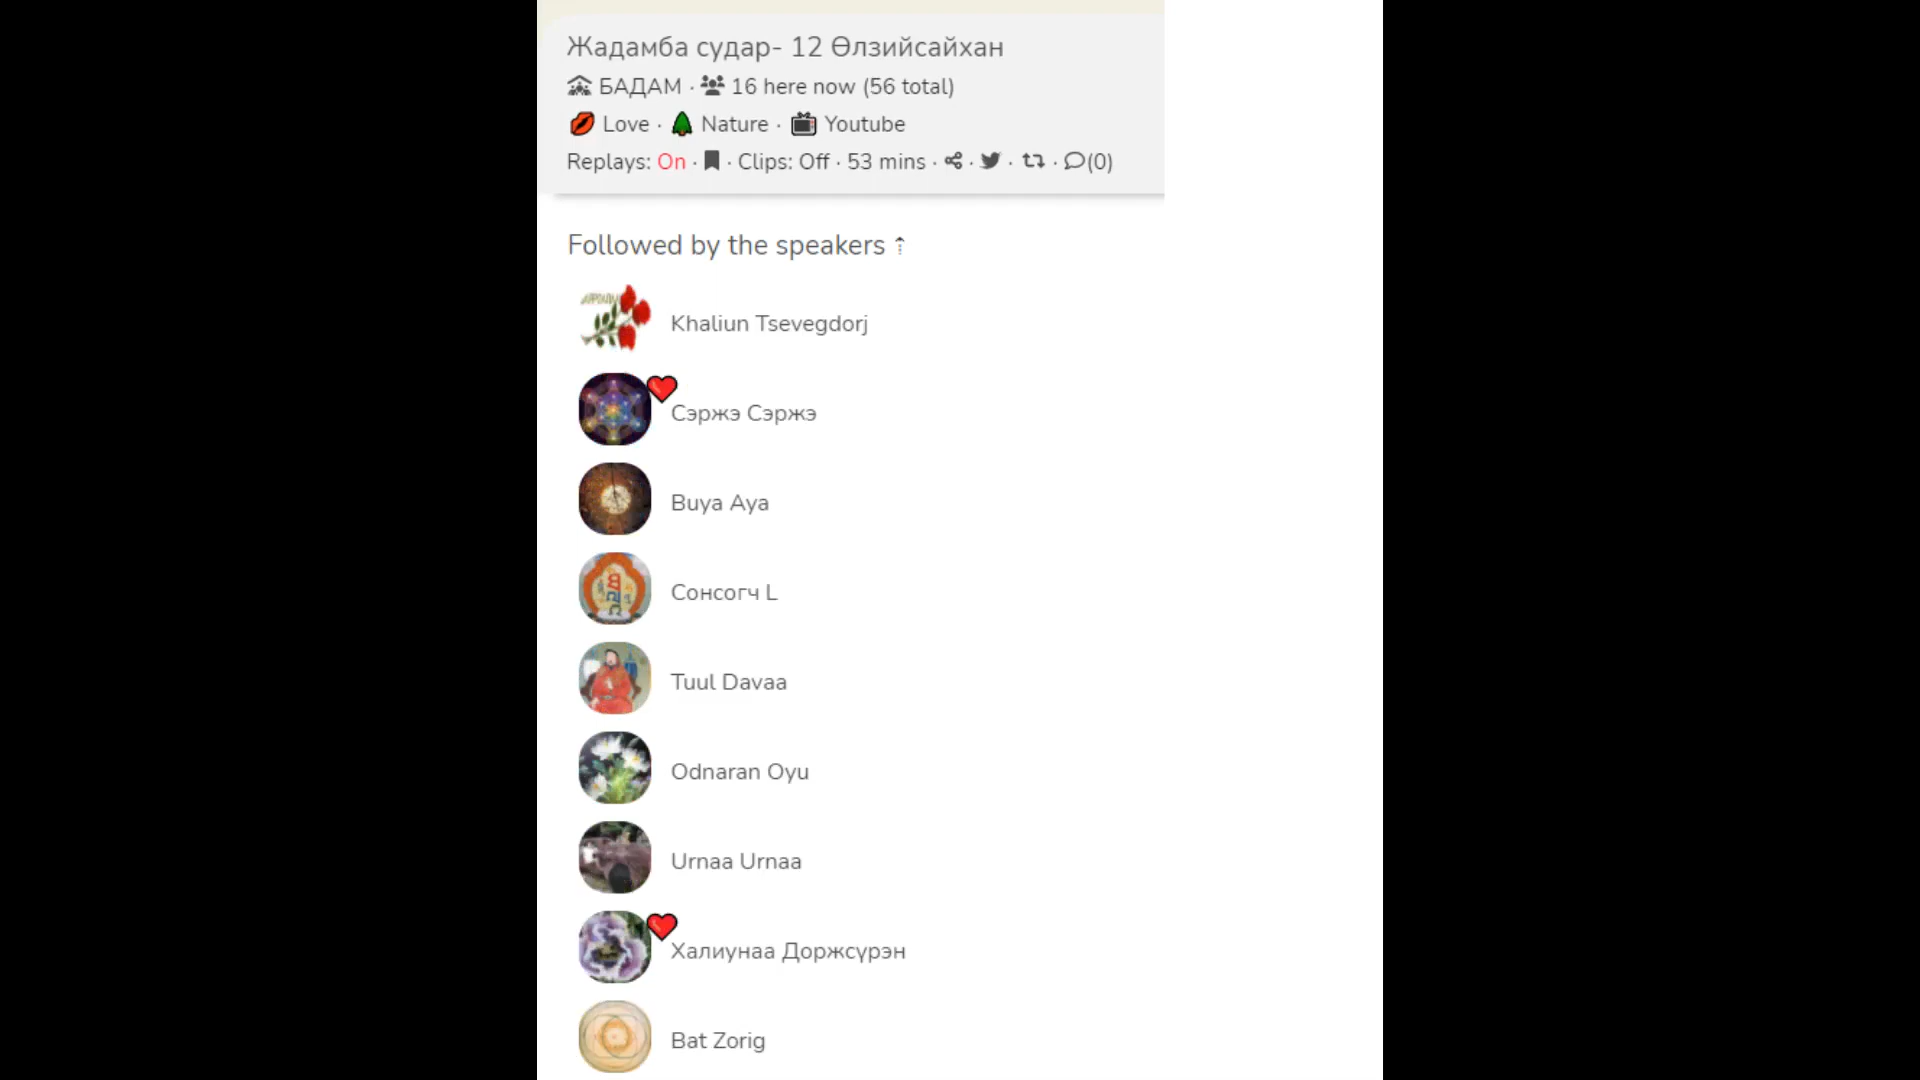 Жадамба судар- 12 Өлзийсайхан
БАДАМ · 16 here now (56 total)
Love · Nature · Youtube
Replays: On · Clips: Off · 53 mins · · · · (0)
Followed by the speakers ⇡
Khaliun Tsevegdorj
Сэржэ Сэржэ
Buya Aya
Сонсогч L
Tuul Davaa
Odnaran Oyu
Urnaa Urnaa
Халиунаа Доржсүрэн
Bat Zorig